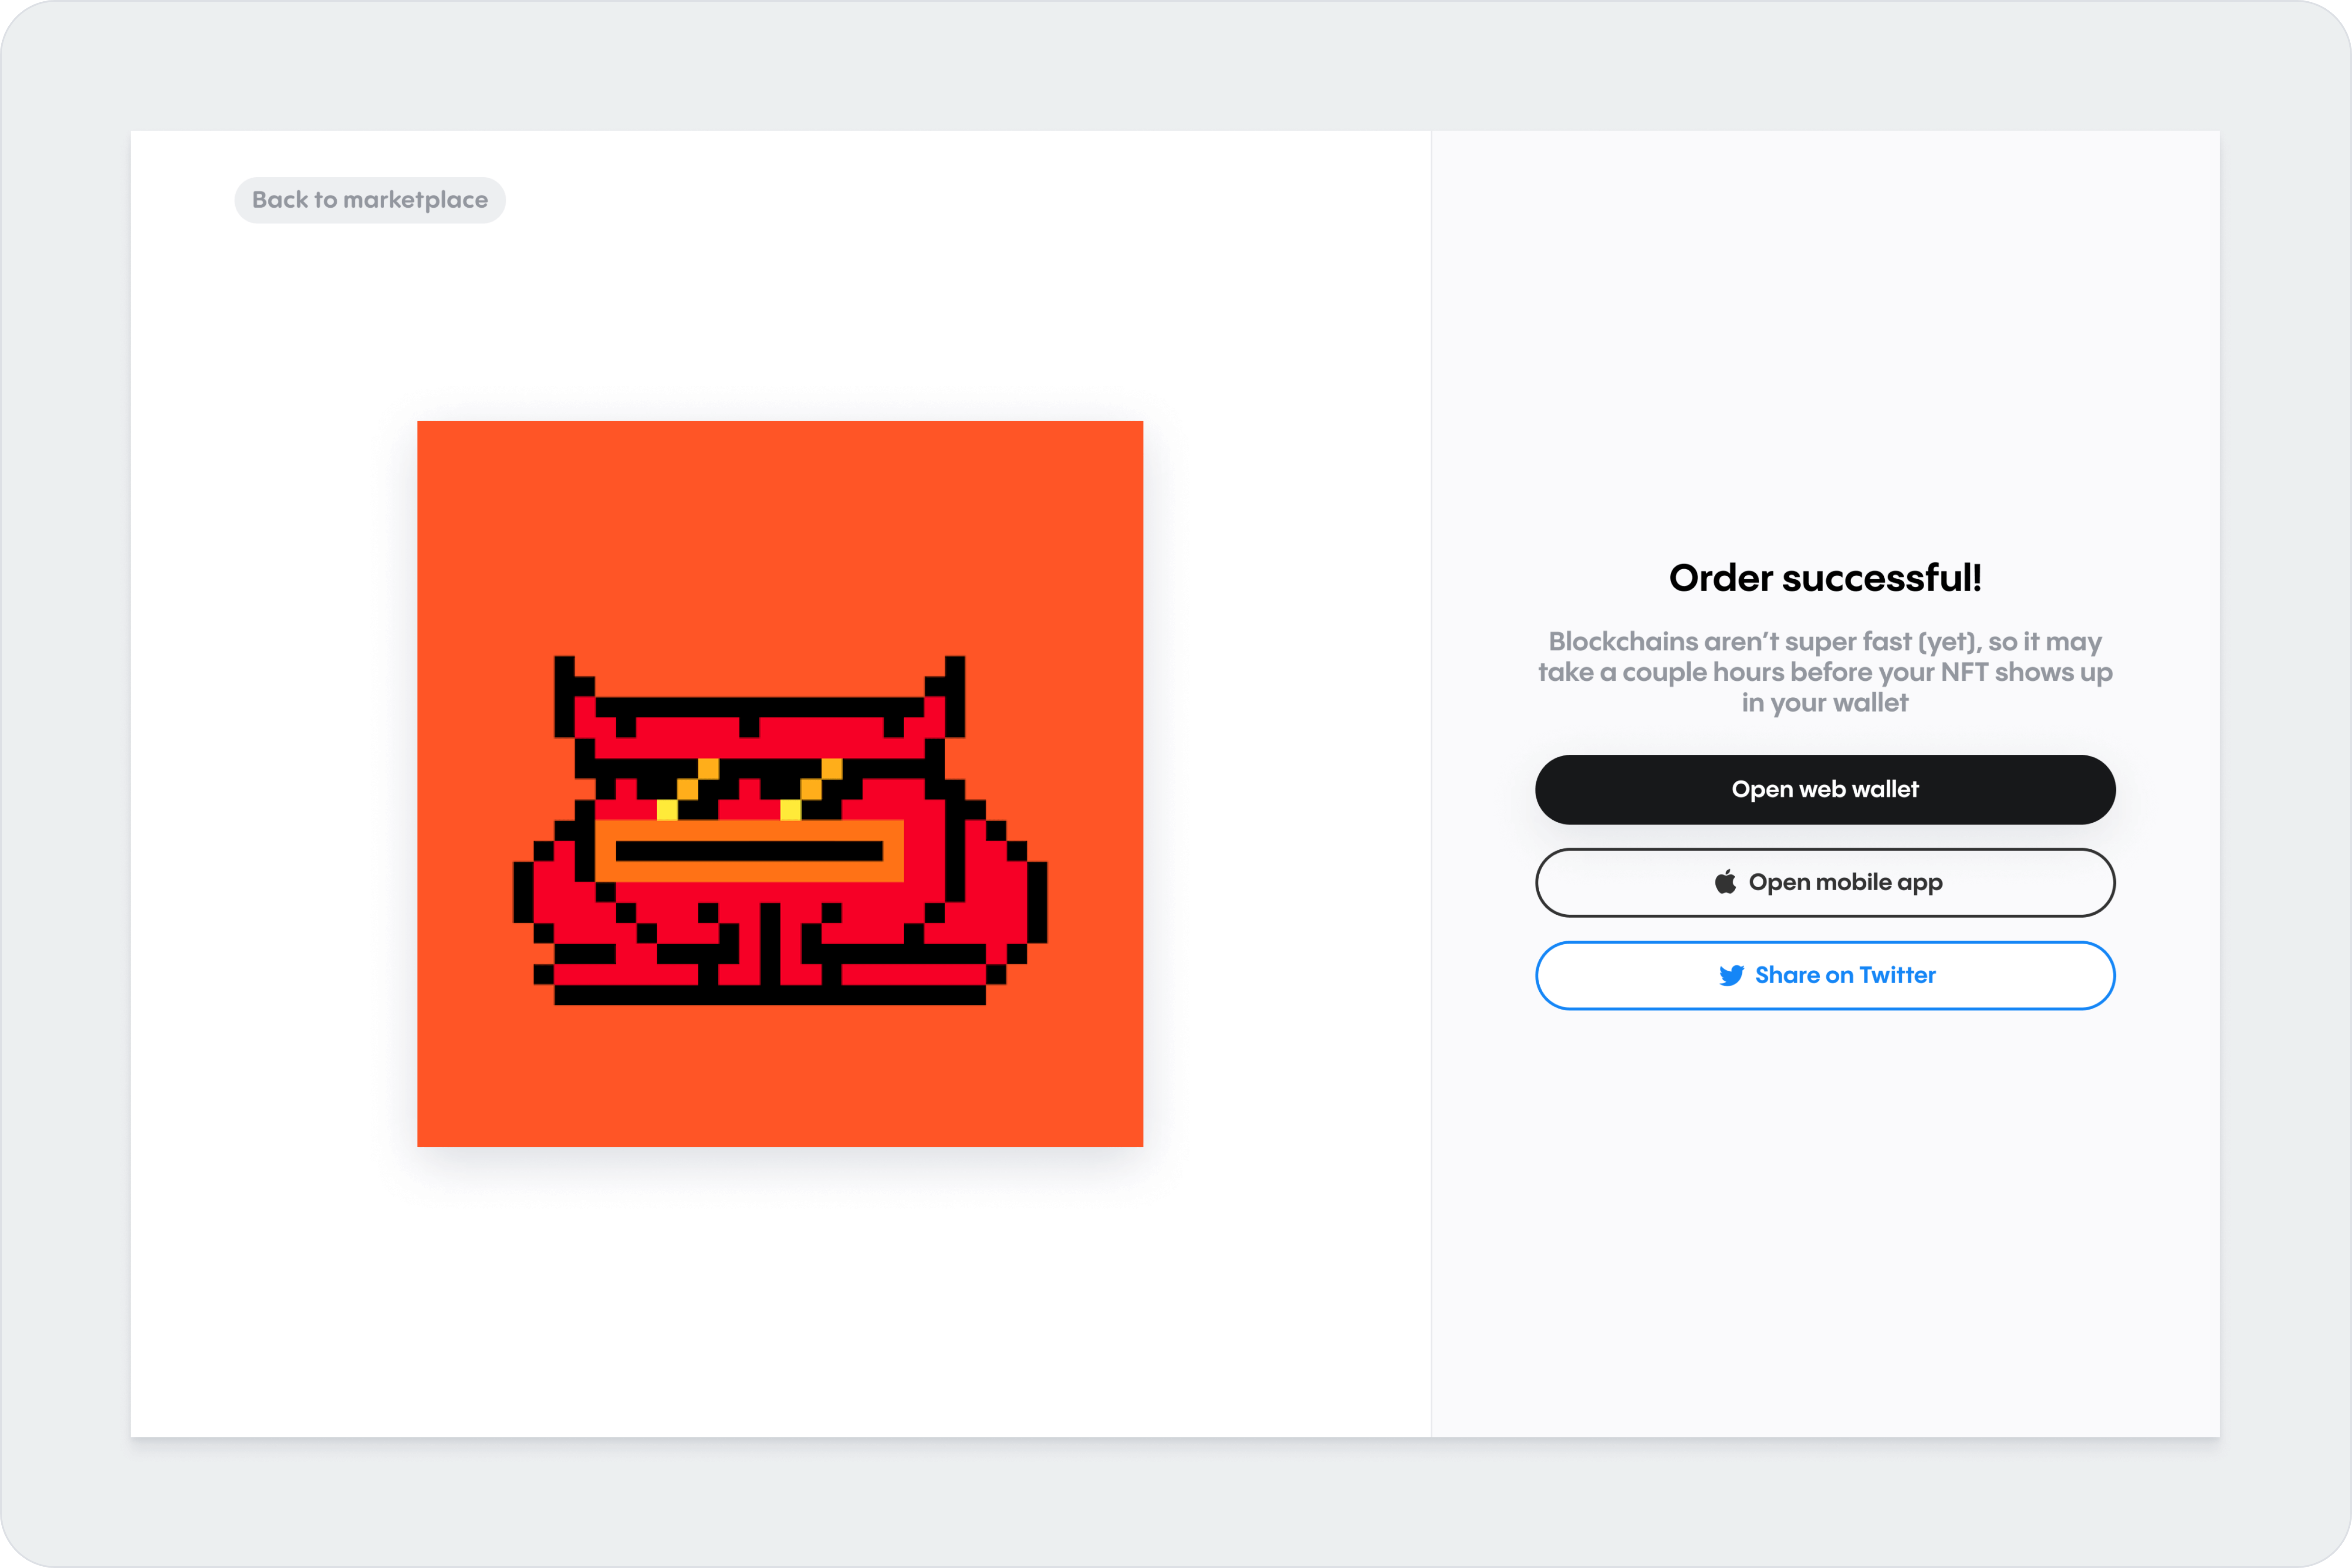 Back to marketplace
Order successful!
Blockchains aren’t super fast (yet), so it may
take a couple hours before your NFT shows up
in your wallet
Open web wallet
Open mobile app
Share on Twitter